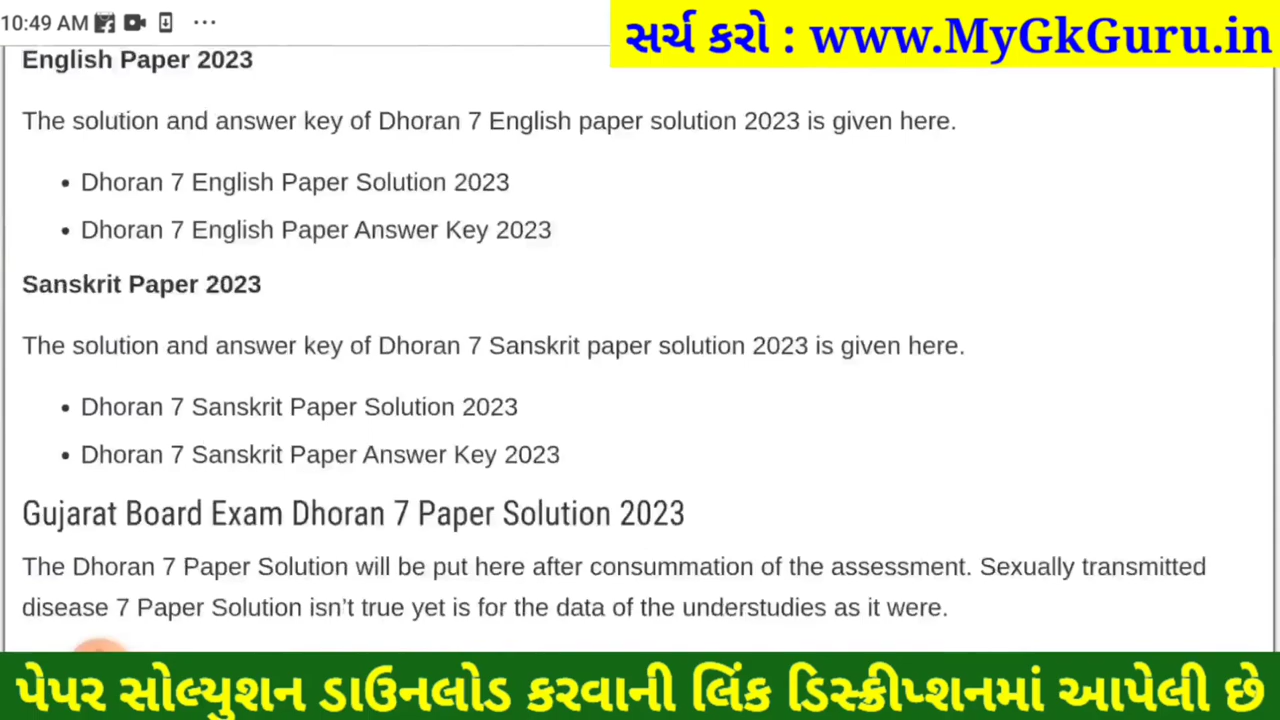 10:49 AM ...
સર્ચ કરો : www.MyGkGuru.in
English Paper 2023
The solution and answer key of Dhoran 7 English paper solution 2023 is given here.
• Dhoran 7 English Paper Solution 2023
• Dhoran 7 English Paper Answer Key 2023
Sanskrit Paper 2023
The solution and answer key of Dhoran 7 Sanskrit paper solution 2023 is given here.
• Dhoran 7 Sanskrit Paper Solution 2023
• Dhoran 7 Sanskrit Paper Answer Key 2023
Gujarat Board Exam Dhoran 7 Paper Solution 2023
The Dhoran 7 Paper Solution will be put here after consummation of the assessment. Sexually transmitted
disease 7 Paper Solution isn’t true yet is for the data of the understudies as it were.
પેપર સોલ્યુશન ડાઉનલોડ કરવાની લિંક ડિસ્ક્રીપ્શનમાં આપેલી છે